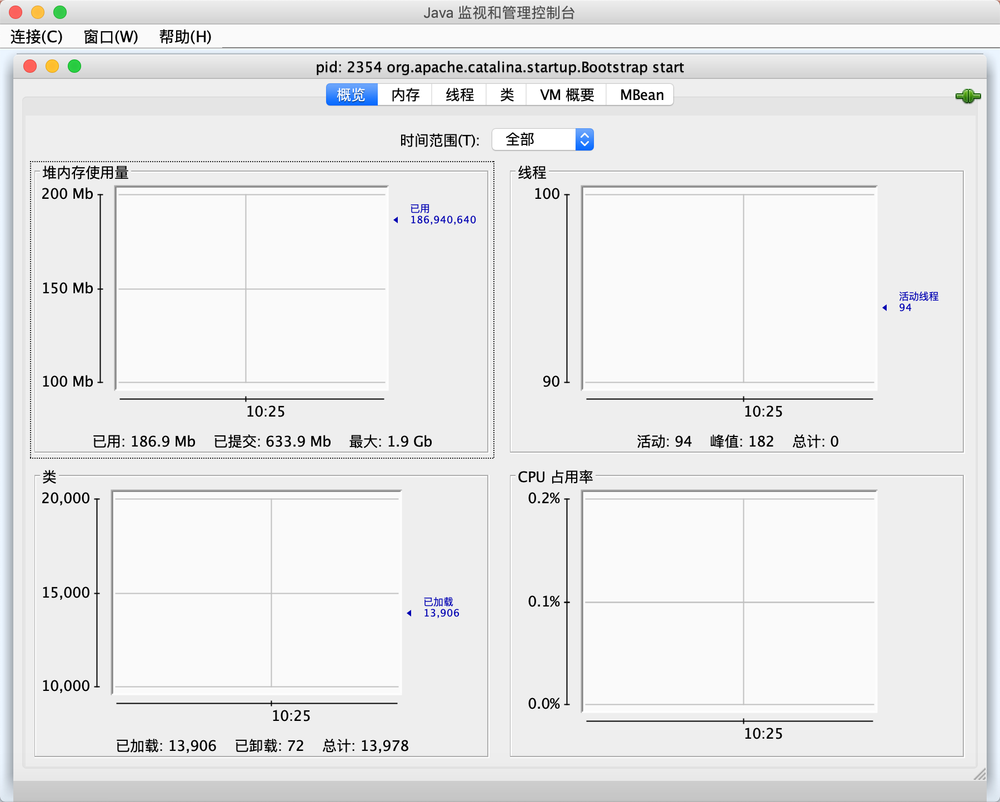 Java 监视和管理控制台
连接(C) 窗口(W) 帮助(H)
pid: 2354 org.apache.catalina.startup.Bootstrap start
概览 内存 线程 类 VM 概要 MBean
时间范围(T): 全部
堆内存使用量
200 Mb
150 Mb
100 Mb
已用
186,940,640
10:25
已用: 186.9 Mb 已提交: 633.9 Mb 最大: 1.9 Gb
线程
100
90
活动线程
94
10:25
活动: 94 峰值: 182 总计: 0
类
20,000
15,000
10,000
已加载
13,906
10:25
已加载: 13,906 已卸载: 72 总计: 13,978
CPU 占用率
0.2%
0.1%
0.0%
10:25